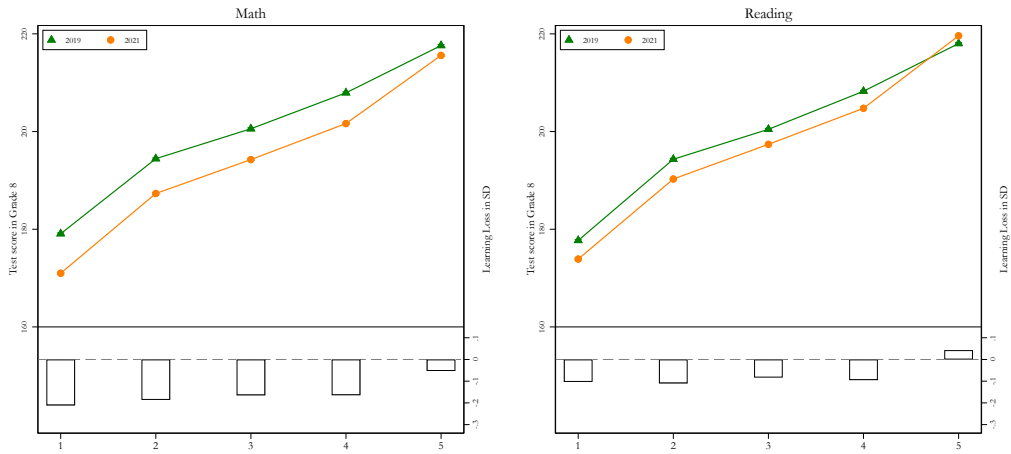 Math
2019 2021
Test score in Grade 8
220
200
180
160
Learning Loss in SD
.1
0
-.1
-.2
-.3
1 2 3 4 5
Reading
2019 2021
Test score in Grade 8
220
200
180
160
Learning Loss in SD
.1
0
-.1
-.2
-.3
1 2 3 4 5